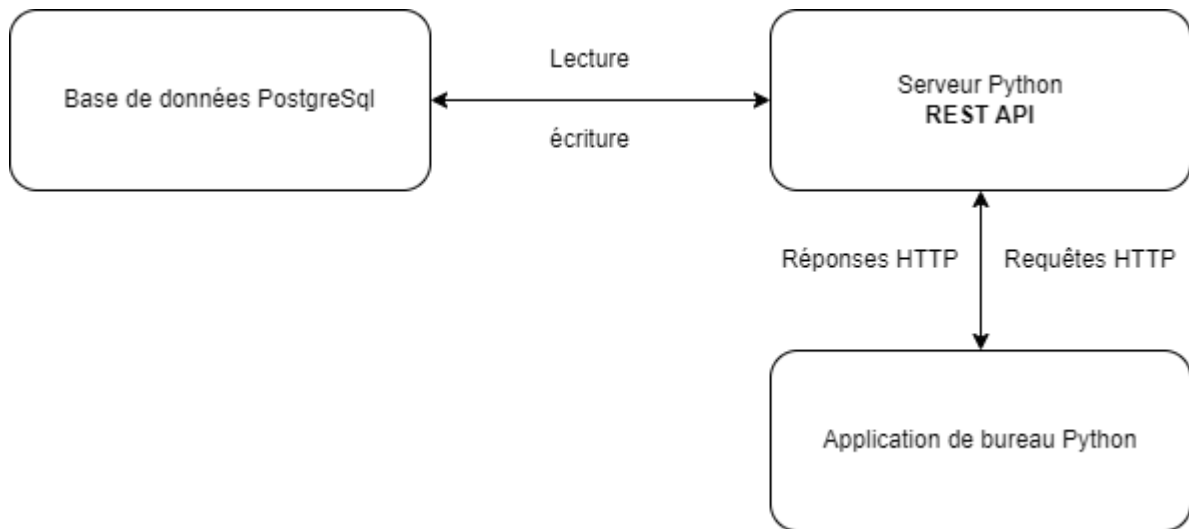 Base de données PostgreSql
Lecture
écriture
Serveur Python
REST API
Réponses HTTP
Requêtes HTTP
Application de bureau Python